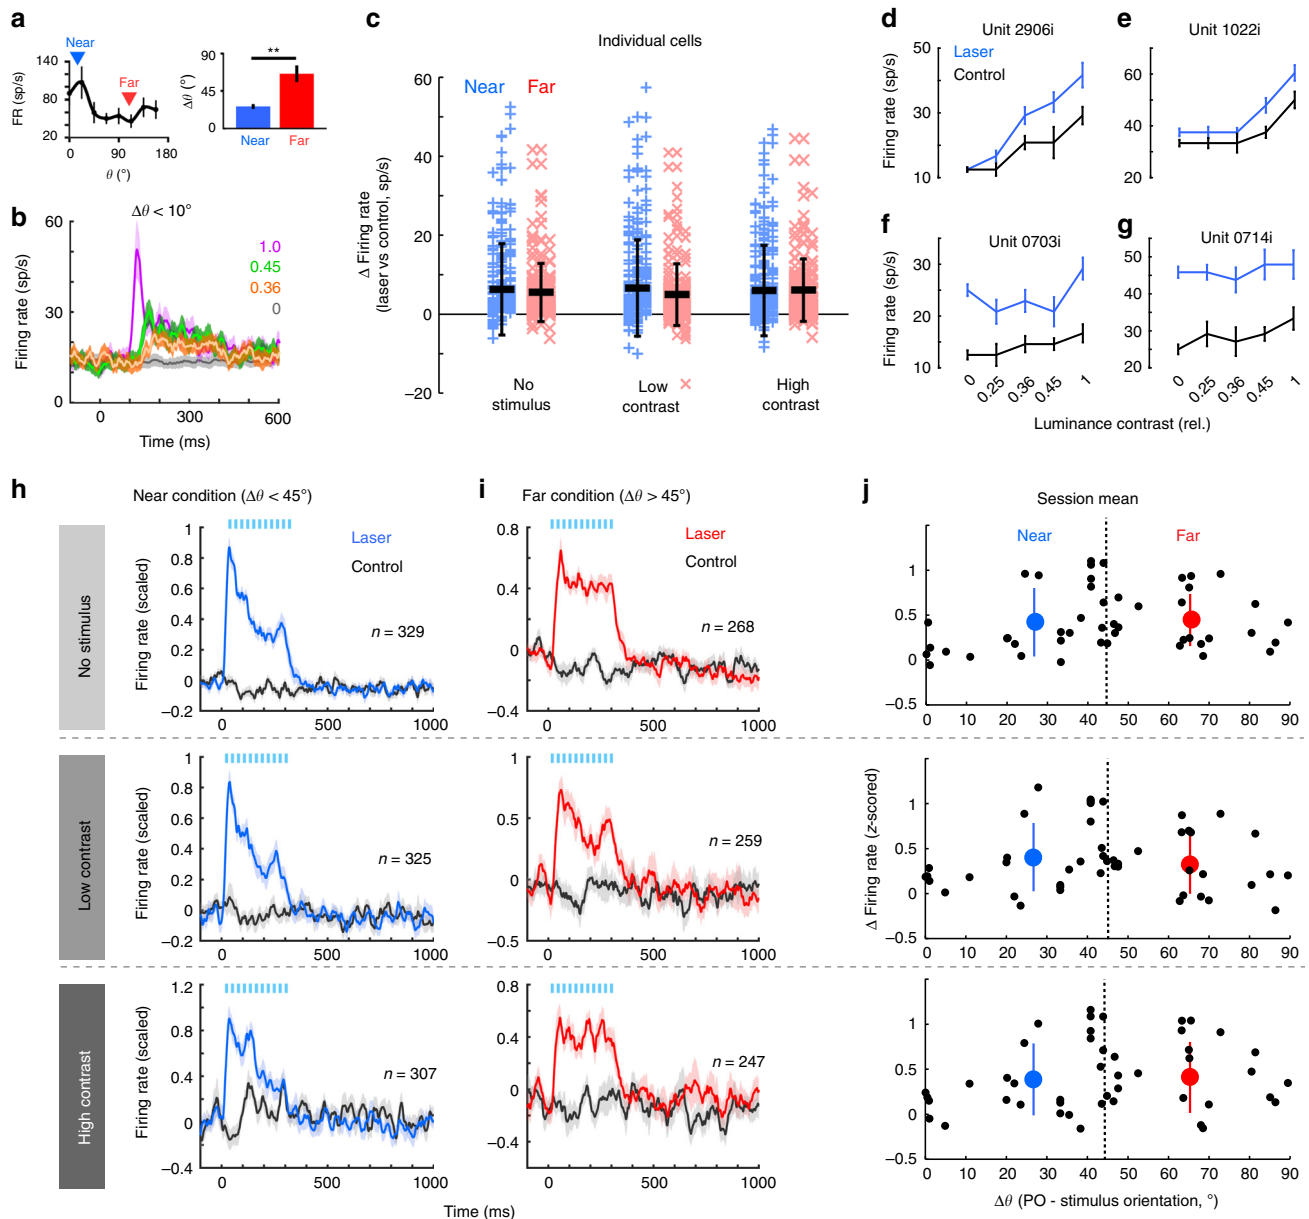 a
Near
Far
FR (sp/s)
140
80
20
0
90
180
θ (°)
**
Δθ (°)
90
45
0
Near
Far
b
Δθ < 10°
Firing rate (sp/s)
60
30
0
1.0
0.45
0.36
0
0
300
600
Time (ms)
c
Individual cells
Near
Far
Δ Firing rate
(laser vs control, sp/s)
60
40
20
0
–20
No
stimulus
Low
contrast
High
contrast
d
Unit 2906i
Laser
Control
Firing rate (sp/s)
50
30
10
e
Unit 1022i
60
40
20
f
Unit 0703i
Firing rate (sp/s)
30
20
10
0
0.25
0.36
0.45
1
g
Unit 0714i
50
40
30
20
0
0.25
0.36
0.45
1
Luminance contrast (rel.)
h
Near condition (Δθ < 45°)
No stimulus
Firing rate (scaled)
1
0.8
0.6
0.4
0.2
0
–0.2
Laser
Control
n = 329
0
500
1000
Low contrast
Firing rate (scaled)
1
0.8
0.6
0.4
0.2
0
–0.2
n = 325
0
500
1000
High contrast
Firing rate (scaled)
1.2
0.8
0.4
0
–0.4
n = 307
0
500
1000
i
Far condition (Δθ > 45°)
0.8
0.4
0
–0.4
Laser
Control
n = 268
0
500
1000
1
0.5
0
–0.5
n = 259
0
500
1000
0.8
0.4
0
–0.4
n = 247
0
500
1000
Time (ms)
j
Session mean
Near
Far
1
0.5
0
–0.5
0
10
20
30
40
50
60
70
80
90
Δ Firing rate (z-scored)
1
0.5
0
–0.5
0
10
20
30
40
50
60
70
80
90
1
0.5
0
–0.5
0
10
20
30
40
50
60
70
80
90
Δθ (PO - stimulus orientation, °)